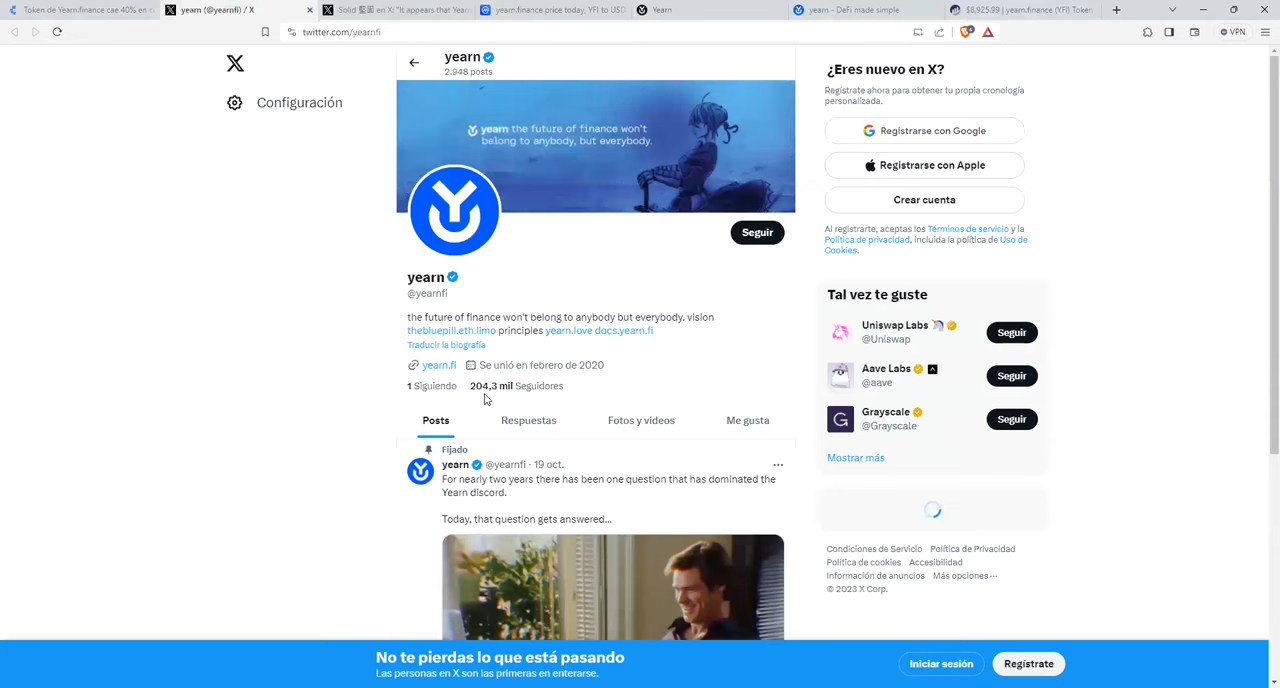 Token de Yearn.finance cae 40% en
yearn (@yearnfi) / X
Solid 堅固 en X: "It appears that Year
yearn.finance price today, YFI to USD
Yearn
yearn - DeFi made simple
$8,925.99 | yearn.finance (YFI) Token
twitter.com/yearnfi
VPN
X
Configuración
yearn
2.948 posts
yearn the future of finance won't
belong to anybody, but everybody.
Seguir
yearn
@yearnfi
the future of finance won't belong to anybody but everybody, vision
thebluepill.eth.limo principles yearn.love docs.yearn.fi
Traducir la biografía
yearn.fi Se unió en febrero de 2020
1 Siguiendo 204,3 mil Seguidores
Posts Respuestas Fotos y videos Me gusta
Fijado
yearn @yearnfi · 19 oct.
For nearly two years there has been one question that has dominated the
Yearn discord.
Today, that question gets answered...
¿Eres nuevo en X?
Regístrate ahora para obtener tu propia cronología
personalizada.
Registrarse con Google
Registrarse con Apple
Crear cuenta
Al registrarte, aceptas los Términos de servicio y la
Política de privacidad, incluida la política de Uso de
Cookies.
Tal vez te guste
Uniswap Labs
@Uniswap
Seguir
Aave Labs
@aave
Seguir
Grayscale
@Grayscale
Seguir
Mostrar más
Condiciones de Servicio Política de Privacidad
Política de cookies Accesibilidad
Información de anuncios Más opciones ···
© 2023 X Corp.
No te pierdas lo que está pasando
Las personas en X son las primeras en enterarse.
Iniciar sesión
Regístrate